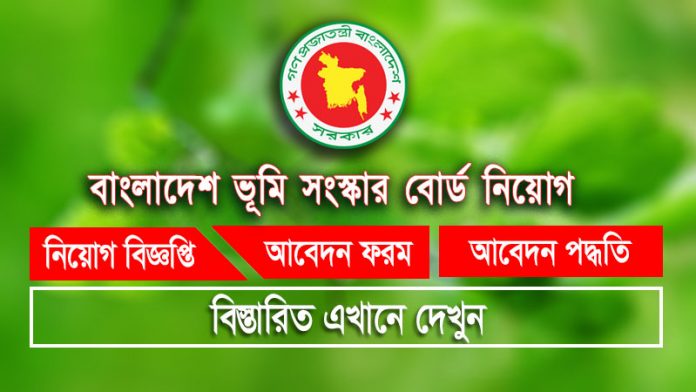 গণপ্রজাতন্ত্রী বাংলাদেশ
সরকার
বাংলাদেশ ভূমি সংস্কার বোর্ড নিয়োগ
নিয়োগ বিজ্ঞপ্তি আবেদন ফরম আবেদন পদ্ধতি
বিস্তারিত এখানে দেখুন